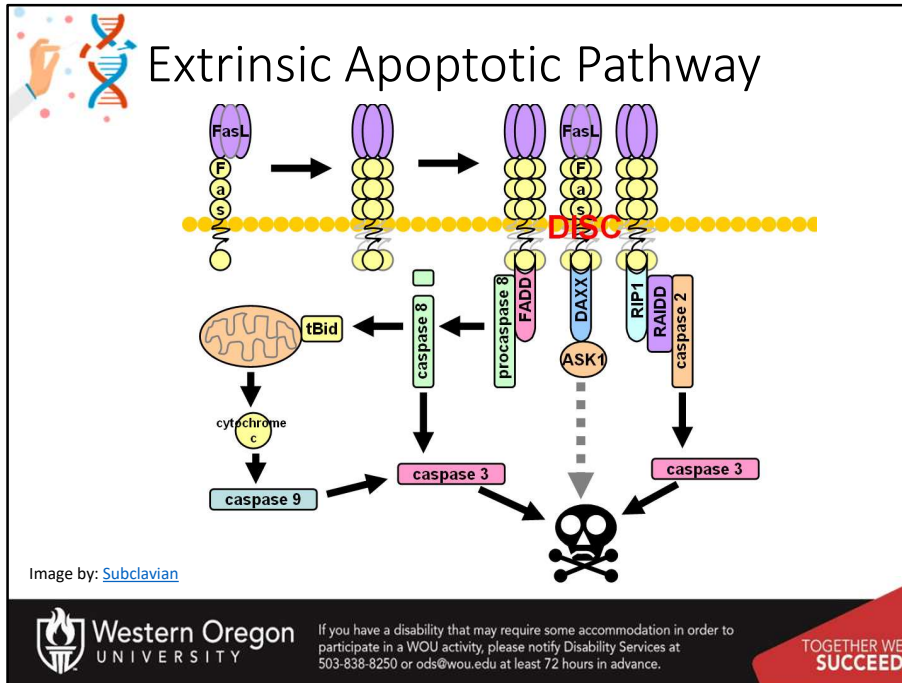 Extrinsic Apoptotic Pathway
FasL
F
a
s
FasL
F
a
s
DISC
procaspase 8
FADD
DAXX
RIP1
RAIDD
caspase 2
caspase 8
tBid
ASK1
cytochrome
c
caspase 3
caspase 3
caspase 9
Image by: Subclavian
Western Oregon
UNIVERSITY
If you have a disability that may require some accommodation in order to
participate in a WOU activity, please notify Disability Services at
503-838-8250 or ods@wou.edu at least 72 hours in advance.
TOGETHER WE
SUCCEED